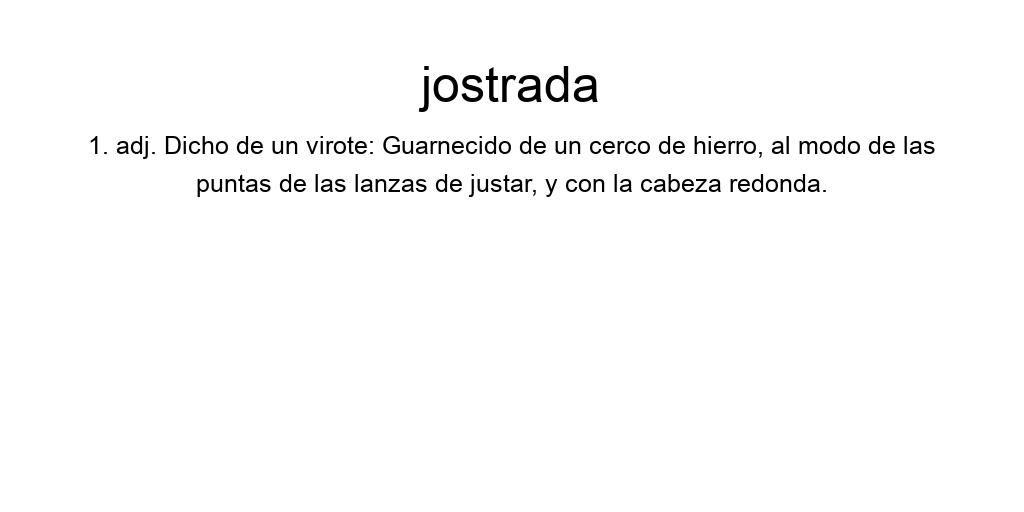 jostrada
1. adj. Dicho de un virote: Guarnecido de un cerco de hierro, al modo de las
puntas de las lanzas de justar, y con la cabeza redonda.